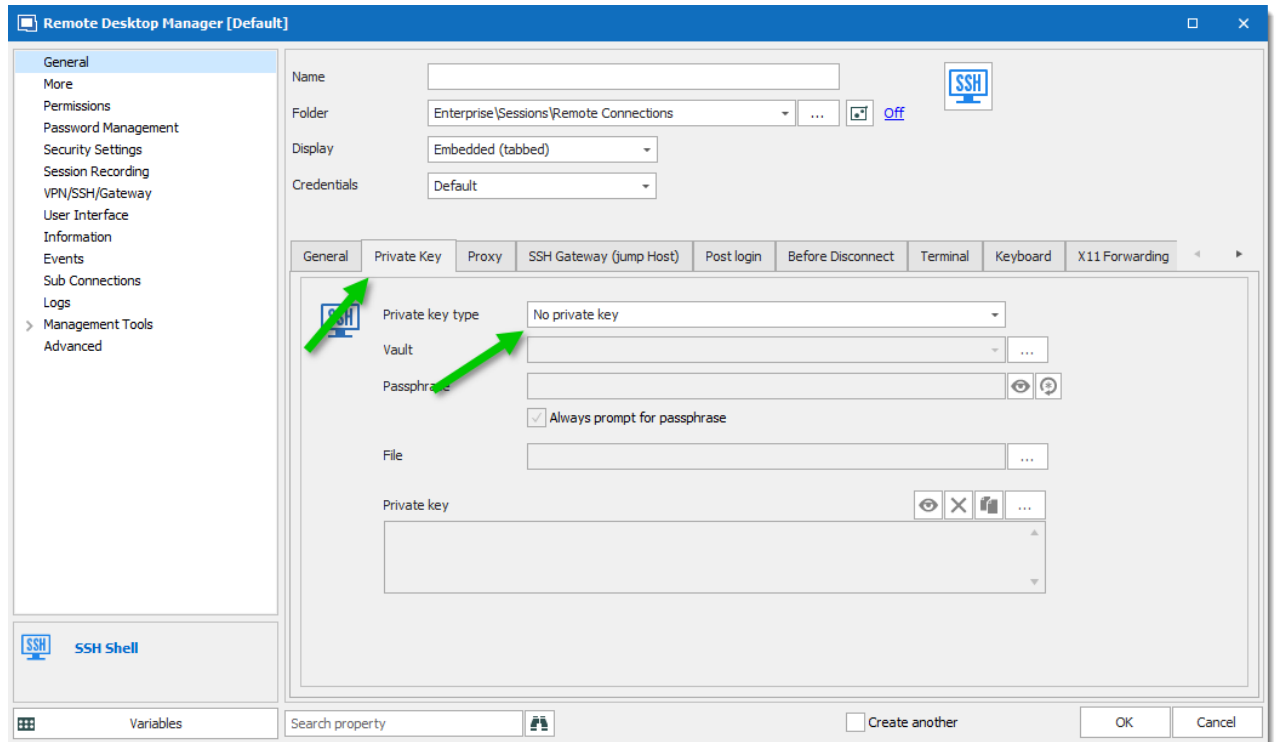 Remote Desktop Manager [Default]
General
More
Permissions
Password Management
Security Settings
Session Recording
VPN/SSH/Gateway
User Interface
Information
Events
Sub Connections
Logs
Management Tools
Advanced
SSH SSH Shell
Variables
Name
SSH
Folder Enterprise\Sessions\Remote Connections ... Off
Display Embedded (tabbed)
Credentials Default
General Private Key Proxy SSH Gateway (jump Host) Post login Before Disconnect Terminal Keyboard X11 Forwarding
SSH
Private key type No private key
Vault ...
Passphrase
Always prompt for passphrase
File ...
Private key ...
Search property
Create another OK Cancel